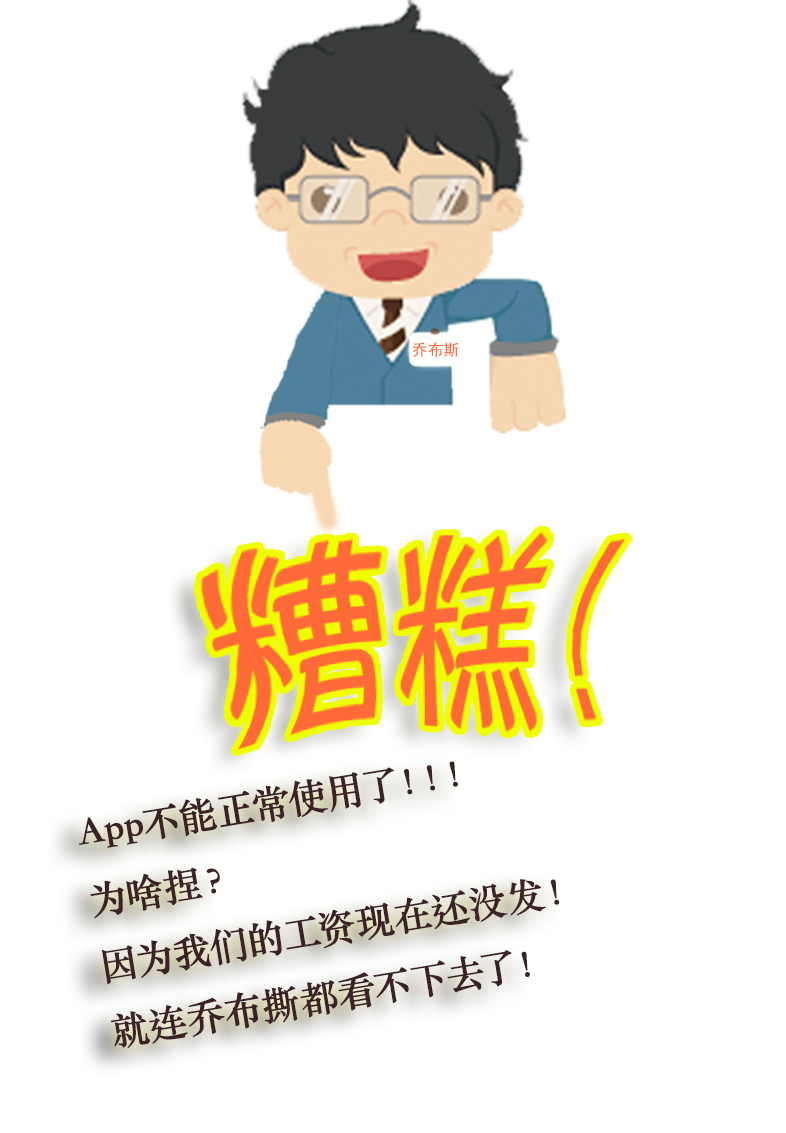 乔布斯
糟糕！
App不能正常使用了！！！
为啥捏？
因为我们的工资现在还没发！
就连乔布撕都看不下去了！